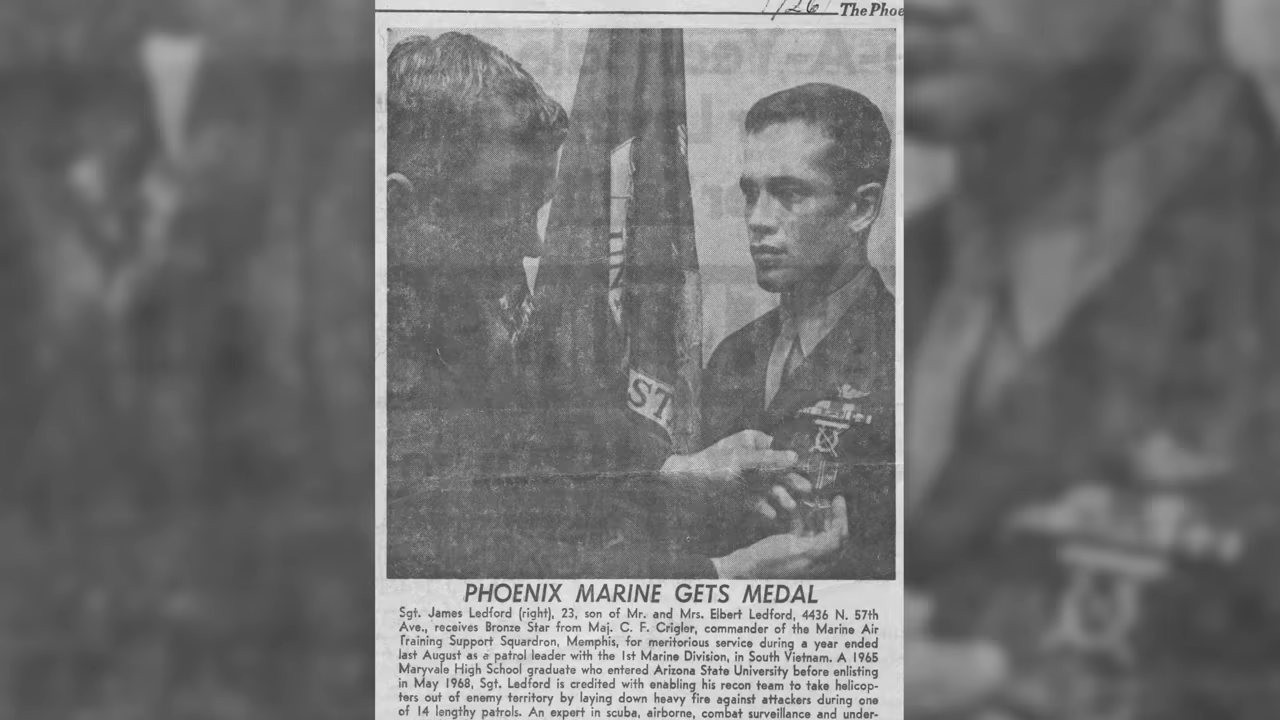 1/26/
The Phoe
ST
PHOENIX MARINE GETS MEDAL
Sgt. James Ledford (right), 23, son of Mr. and Mrs. Elbert Ledford, 4436 N. 57th
Ave., receives Bronze Star from Maj. C. F. Crigler, commander of the Marine Air
Training Support Squardron, Memphis, for meritorious service during a year ended
last August as a patrol leader with the 1st Marine Division, in South Vietnam. A 1965
Maryvale High School graduate who entered Arizona State University before enlisting
in May 1968, Sgt. Ledford is credited with enabling his recon team to take helicop-
ters out of enemy territory by laying down heavy fire against attackers during one
of 14 lengthy patrols. An expert in scuba, airborne, combat surveillance and under-